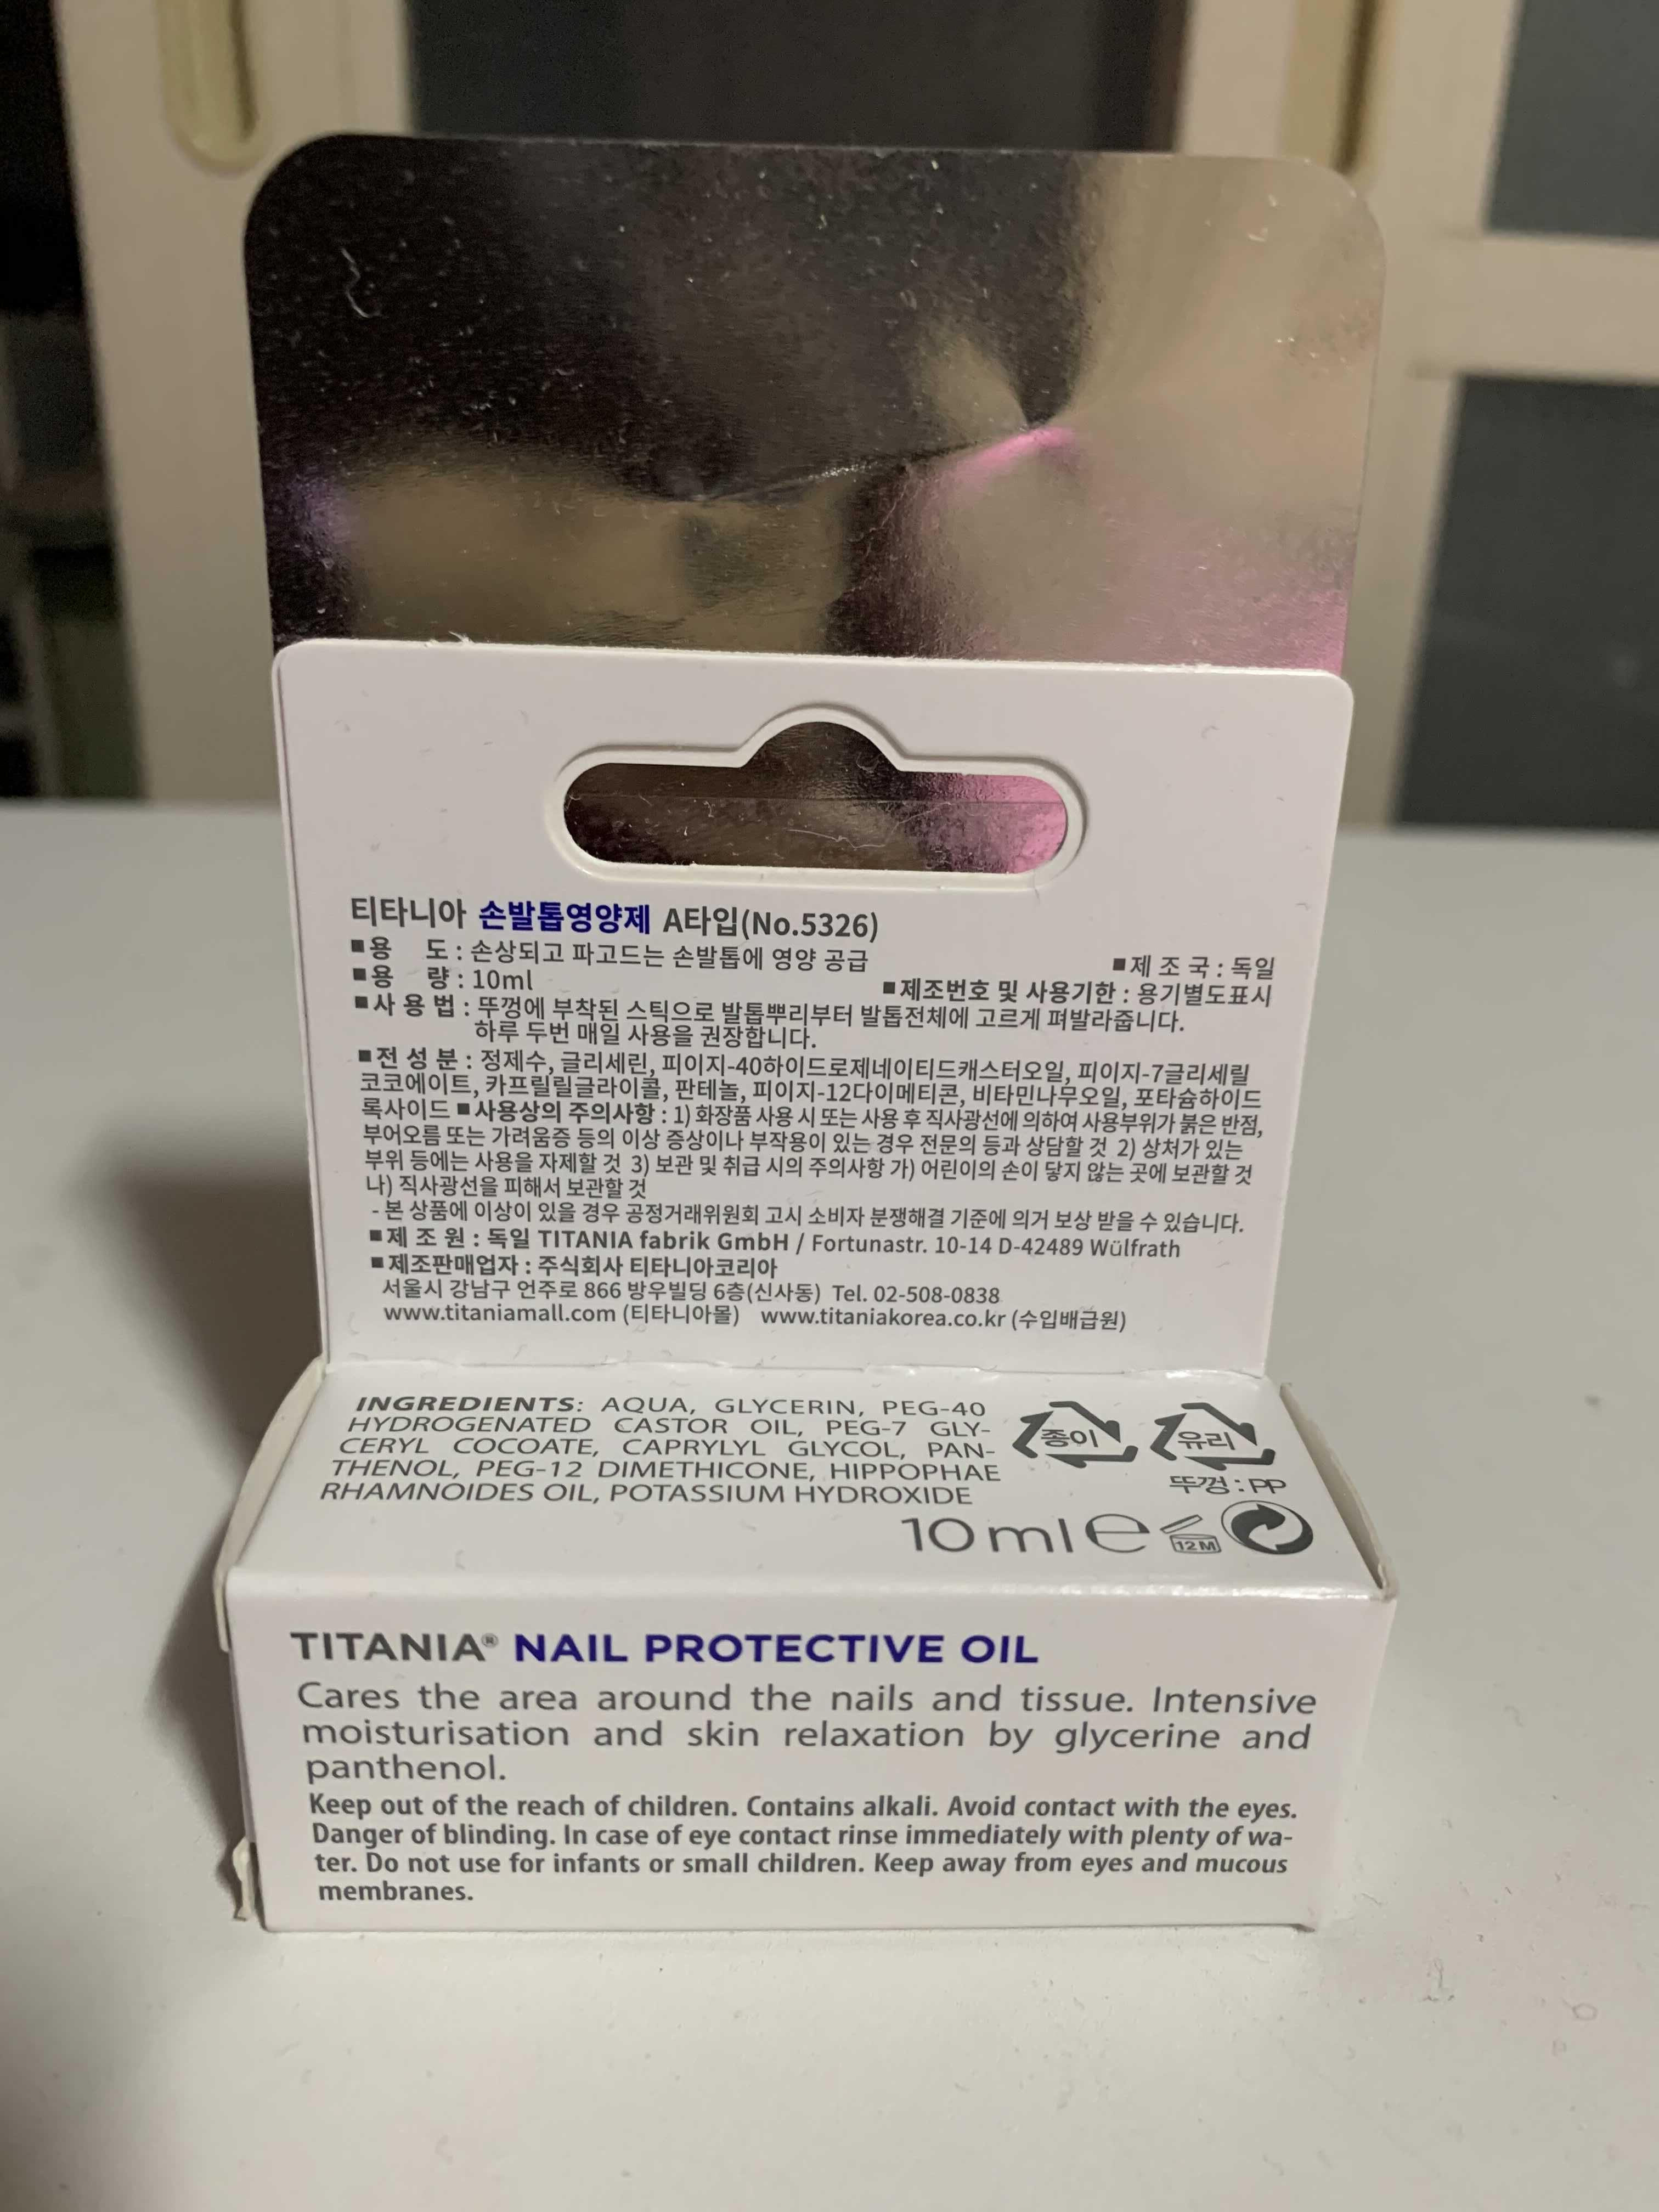 티타니아 손발톱영양제 A타입(No.5326)
■용 도 : 손상되고 파고드는 손발톱에 영양 공급
■제 조 국 : 독일
■용 량 : 10ml
■제조번호 및 사용기한 : 용기별도표시
■사 용 법 : 뚜껑에 부착된 스틱으로 발톱뿌리부터 발톱전체에 고르게 펴발라줍니다.
하루 두번 매일 사용을 권장합니다.
■전 성 분 : 정제수, 글리세린, 피이지-40하이드로제네이티드캐스터오일, 피이지-7글리세릴
코코에이트, 카프릴릴글라이콜, 판테놀, 피이지-12다이메티콘, 비타민나무오일, 포타슘하이드
록사이드 ■사용상의 주의사항 : 1) 화장품 사용 시 또는 사용 후 직사광선에 의하여 사용부위가 붉은 반점,
부어오름 또는 가려움증 등의 이상 증상이나 부작용이 있는 경우 전문의 등과 상담할 것 2) 상처가 있는
부위 등에는 사용을 자제할 것 3) 보관 및 취급 시의 주의사항 가) 어린이의 손이 닿지 않는 곳에 보관할 것
나) 직사광선을 피해서 보관할 것
- 본 상품에 이상이 있을 경우 공정거래위원회 고시 소비자 분쟁해결 기준에 의거 보상 받을 수 있습니다.
■제 조 원 : 독일 TITANIA fabrik GmbH / Fortunastr. 10-14 D-42489 Wülfrath
■제조판매업자 : 주식회사 티타니아코리아
서울시 강남구 언주로 866 방우빌딩 6층(신사동) Tel. 02-508-0838
www.titaniamall.com (티타니아몰) www.titaniakorea.co.kr (수입배급원)
INGREDIENTS: AQUA, GLYCERIN, PEG-40
HYDROGENATED CASTOR OIL, PEG-7 GLY-
CERYL COCOATE, CAPRYLYL GLYCOL, PAN-
THENOL, PEG-12 DIMETHICONE, HIPPOPHAE
RHAMNOIDES OIL, POTASSIUM HYDROXIDE
종이 유리
뚜껑 : PP
10 ml e 12 M
TITANIA® NAIL PROTECTIVE OIL
Cares the area around the nails and tissue. Intensive
moisturisation and skin relaxation by glycerine and
panthenol.
Keep out of the reach of children. Contains alkali. Avoid contact with the eyes.
Danger of blinding. In case of eye contact rinse immediately with plenty of wa-
ter. Do not use for infants or small children. Keep away from eyes and mucous
membranes.